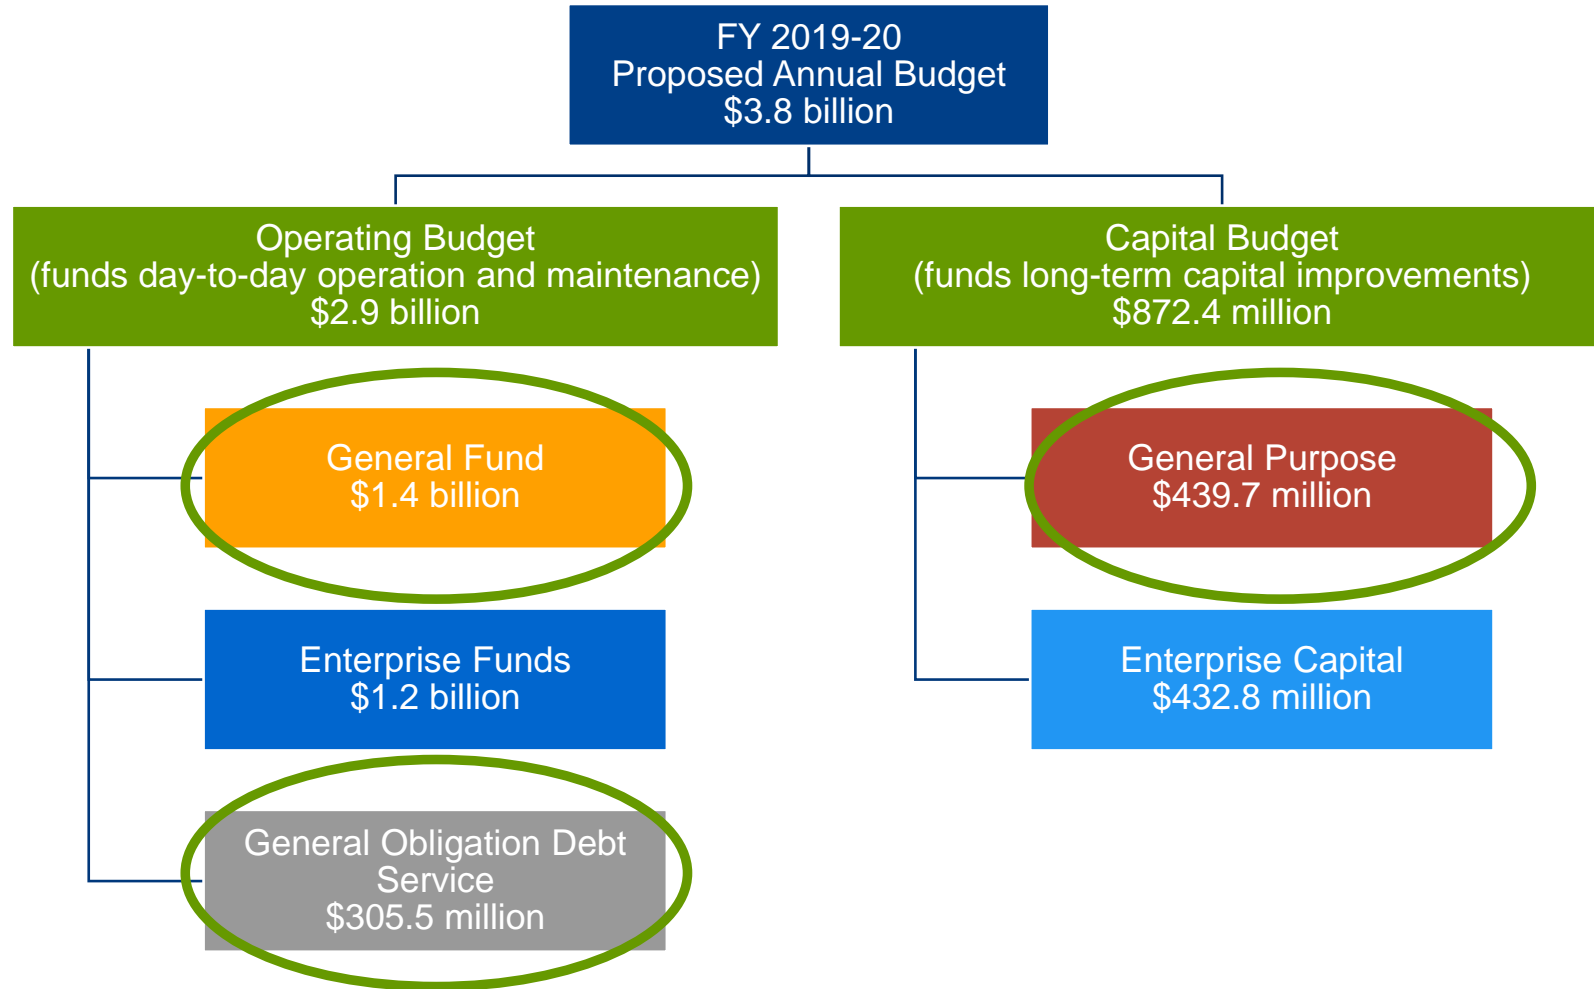 FY 2019-20
Proposed Annual Budget
$3.8 billion
Operating Budget
(funds day-to-day operation and maintenance)
$2.9 billion
Capital Budget
(funds long-term capital improvements)
$872.4 million
General Fund
$1.4 billion
General Purpose
$439.7 million
Enterprise Funds
$1.2 billion
Enterprise Capital
$432.8 million
General Obligation Debt
Service
$305.5 million